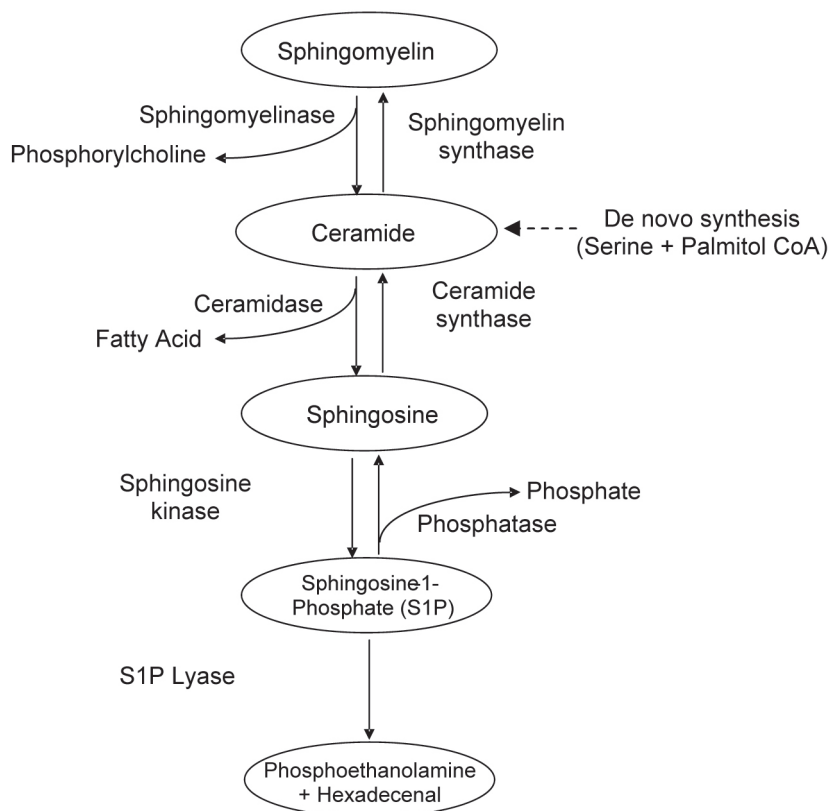 Sphingomyelin
Sphingomyelinase
Sphingomyelin
synthase
Phosphorylcholine
Ceramide
De novo synthesis
(Serine + Palmitol CoA)
Ceramidase
Ceramide
synthase
Fatty Acid
Sphingosine
Sphingosine
kinase
Phosphate
Phosphatase
Sphingosine-1-
Phosphate (S1P)
S1P Lyase
Phosphoethanolamine
+ Hexadecenal